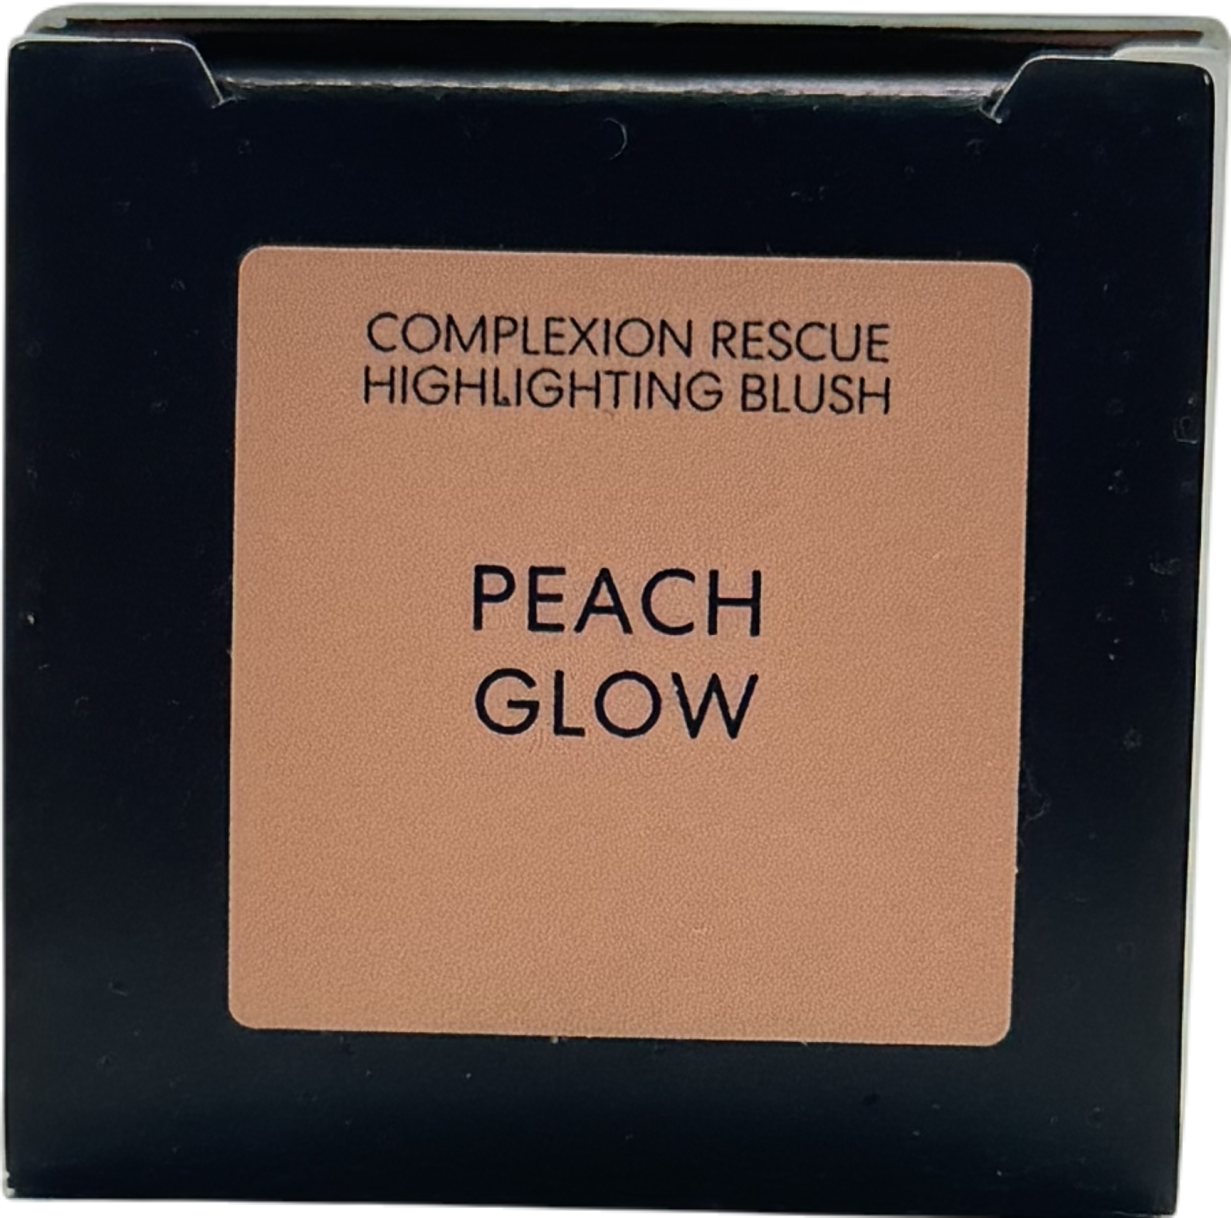 COMPLEXION RESCUE
HIGHLIGHTING BLUSH
PEACH
GLOW